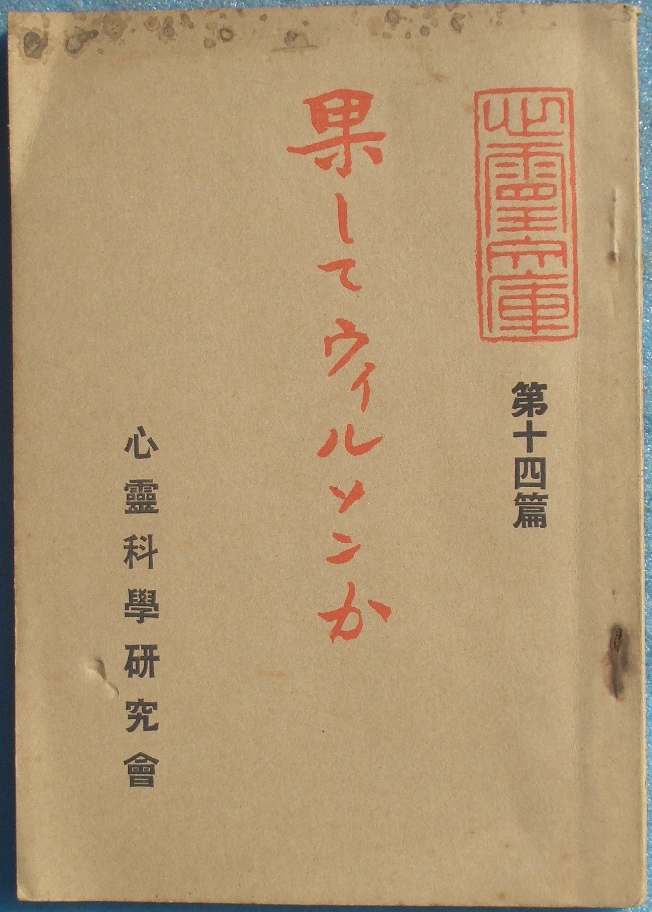 心靈文庫
第十四篇
果してウィルソンか
心靈科學研究會